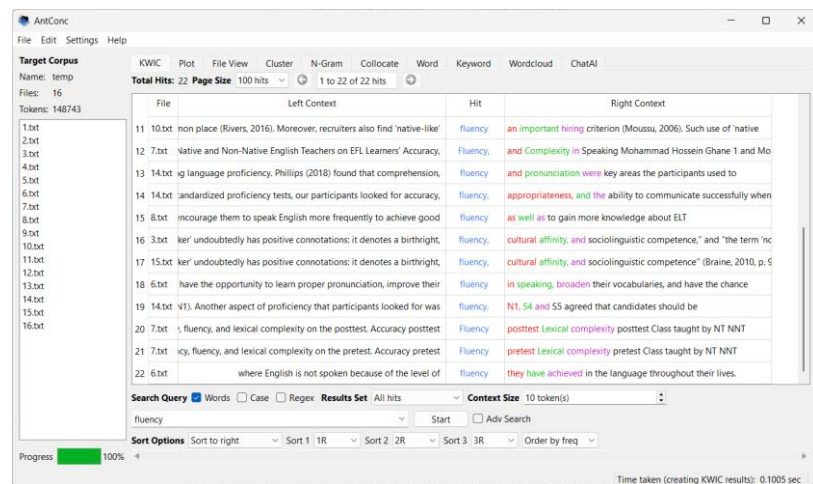 AntConc
File Edit Settings Help
Target Corpus
Name: temp
Files: 16
Tokens: 148743
1.txt
2.txt
3.txt
4.txt
5.txt
6.txt
7.txt
8.txt
9.txt
10.txt
11.txt
12.txt
13.txt
14.txt
15.txt
16.txt
Progress 100%
KWIC Plot File View Cluster N-Gram Collocate Word Keyword Wordcloud ChatAI
Total Hits: 22 Page Size 100 hits 1 to 22 of 22 hits
File Left Context Hit Right Context
11 10.txt non place (Rivers, 2016). Moreover, recruiters also find 'native-like' fluency an important hiring criterion (Moussu, 2006). Such use of 'native
12 7.txt Native and Non-Native English Teachers on EFL Learners' Accuracy, Fluency, and Complexity in Speaking Mohammad Hossein Ghane 1 and Mo
13 14.txt ng language proficiency. Phillips (2018) found that comprehension, fluency and pronunciation were key areas the participants used to
14 14.txt tandardized proficiency tests, our participants looked for accuracy, fluency, appropriateness, and the ability to communicate successfully when
15 8.txt encourage them to speak English more frequently to achieve good fluency as well as to gain more knowledge about ELT
16 3.txt ker' undoubtedly has positive connotations: it denotes a birthright, fluency, cultural affinity, and sociolinguistic competence," and "the term 'nc
17 15.txt ker' undoubtedly has positive connotations: it denotes a birthright, fluency, cultural affinity, and sociolinguistic competence" (Braine, 2010, p. 9
18 6.txt have the opportunity to learn proper pronunciation, improve their fluency in speaking, broaden their vocabularies, and have the chance
19 14.txt N1). Another aspect of proficiency that participants looked for was fluency. N1, S4 and S5 agreed that candidates should be
20 7.txt , fluency, and lexical complexity on the posttest. Accuracy posttest Fluency posttest Lexical complexity posttest Class taught by NT NNT
21 7.txt cy, fluency, and lexical complexity on the pretest. Accuracy pretest Fluency pretest Lexical complexity pretest Class taught by NT NNT
22 6.txt where English is not spoken because of the level of fluency they have achieved in the language throughout their lives.
Search Query Words Case Regex Results Set All hits Context Size 10 token(s)
fluency Start Adv Search
Sort Options Sort to right Sort 1 1R Sort 2 2R Sort 3 3R Order by freq
Time taken (creating KWIC results): 0.1005 sec